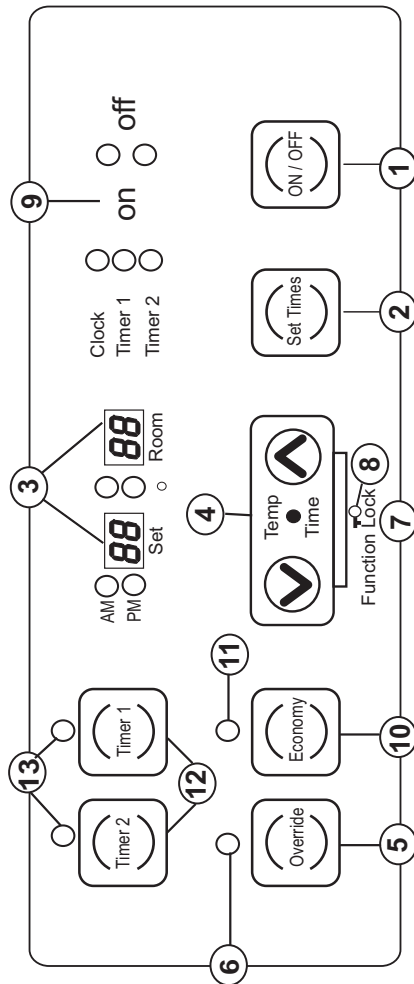 13
3
9
Timer 2
Timer 1
AM
PM
88
Set
88
Room
Clock
Timer 1
Timer 2
on
off
12
6
11
4
Override
Economy
Temp
Time
Set Times
ON / OFF
Function Lock
8
5
10
7
2
1